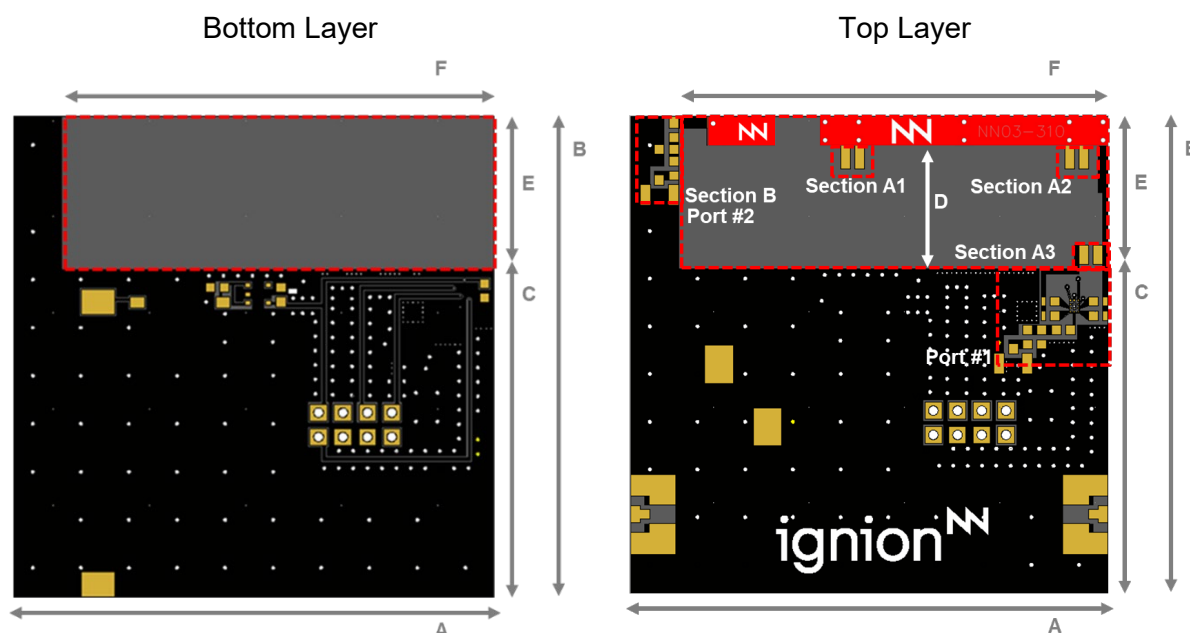 Bottom Layer
Top Layer
F
F
B
E
E
B
NN03-310
Section A1
Section A2
Section B
Port #2
D
Section A3
C
C
Port #1
ignion
A
A